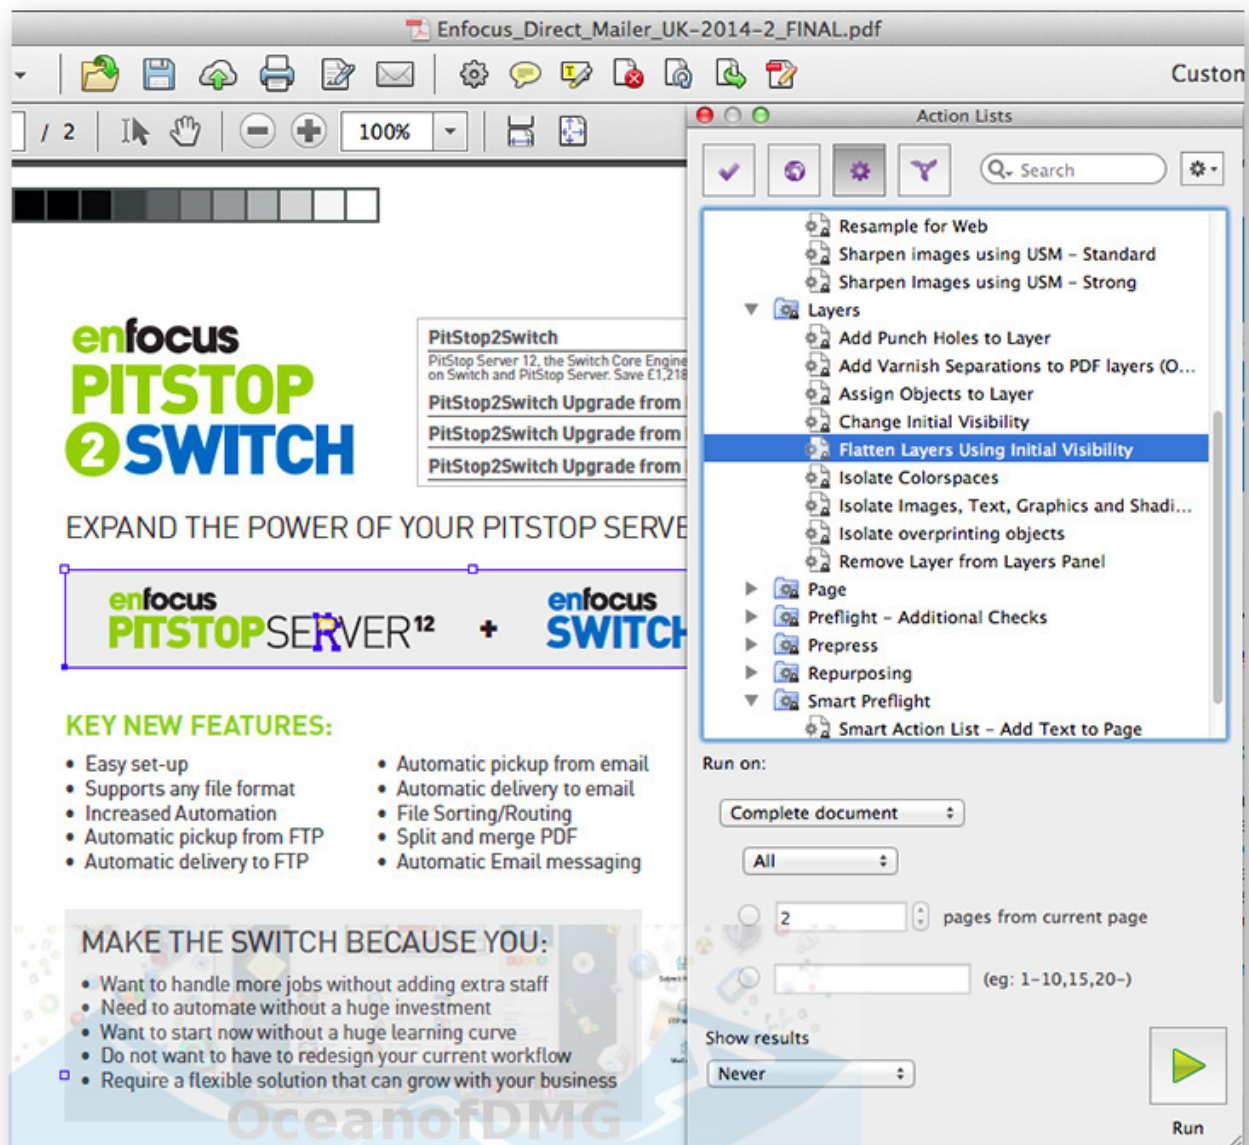 Enfocus_Direct_Mailer_UK-2014-2_FINAL.pdf
Custom
/ 2
100%
Action Lists
Search
enfocus
PITSTOP
2 SWITCH
PitStop2Switch
PitStop Server 12, the Switch Core Engine
on Switch and PitStop Server. Save £1,218
PitStop2Switch Upgrade from
PitStop2Switch Upgrade from
PitStop2Switch Upgrade from
EXPAND THE POWER OF YOUR PITSTOP SERVE
enfocus
PITSTOPSERVER12
+
enfocus
SWITCH
KEY NEW FEATURES:
• Easy set-up
• Supports any file format
• Increased Automation
• Automatic pickup from FTP
• Automatic delivery to FTP
• Automatic pickup from email
• Automatic delivery to email
• File Sorting/Routing
• Split and merge PDF
• Automatic Email messaging
MAKE THE SWITCH BECAUSE YOU:
• Want to handle more jobs without adding extra staff
• Need to automate without a huge investment
• Want to start now without a huge learning curve
• Do not want to have to redesign your current workflow
• Require a flexible solution that can grow with your business
OceanofDMG
Resample for Web
Sharpen images using USM - Standard
Sharpen Images using USM - Strong
Layers
Add Punch Holes to Layer
Add Varnish Separations to PDF layers (O...
Assign Objects to Layer
Change Initial Visibility
Flatten Layers Using Initial Visibility
Isolate Colorspaces
Isolate Images, Text, Graphics and Shadi...
Isolate overprinting objects
Remove Layer from Layers Panel
Page
Preflight - Additional Checks
Prepress
Repurposing
Smart Preflight
Smart Action List - Add Text to Page
Run on:
Complete document
All
2 pages from current page
(eg: 1-10,15,20-)
Show results
Never
Run